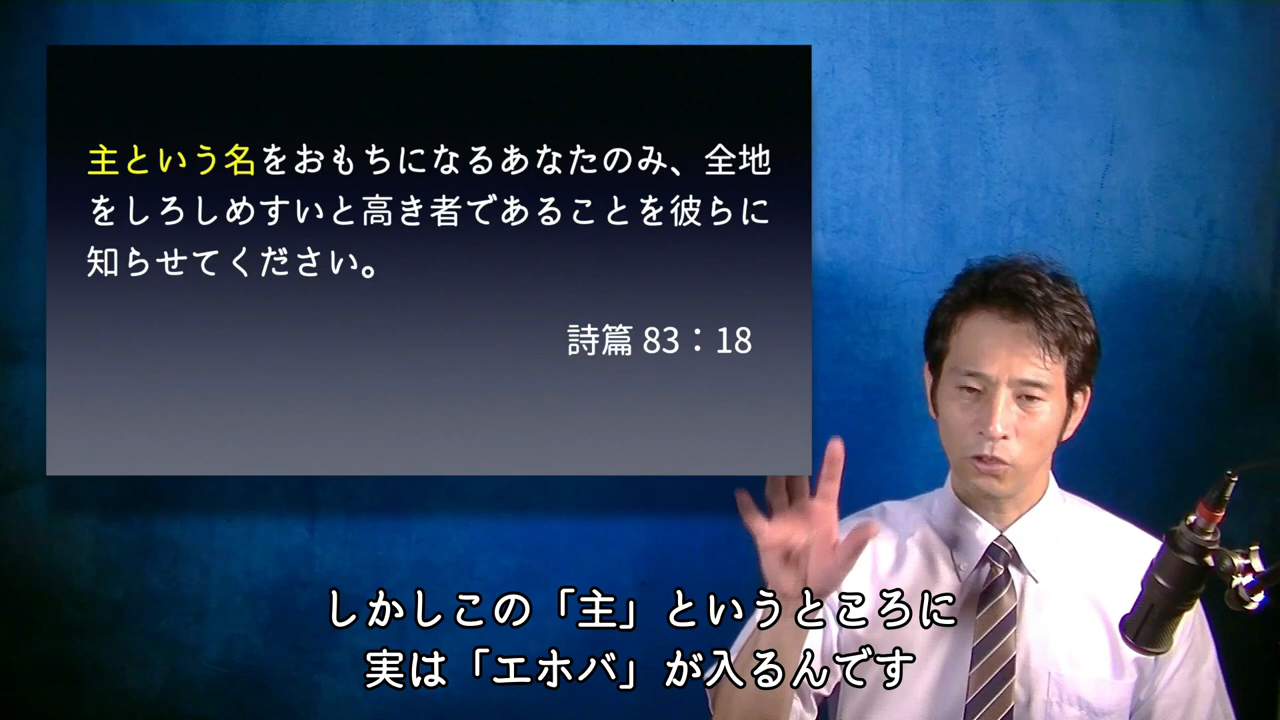 主という名をおもちになるあなたのみ、全地
をしろしめすいと高き者であることを彼らに
知らせてください。
詩篇 83：18
しかしこの「主」というところに
実は「エホバ」が入るんです